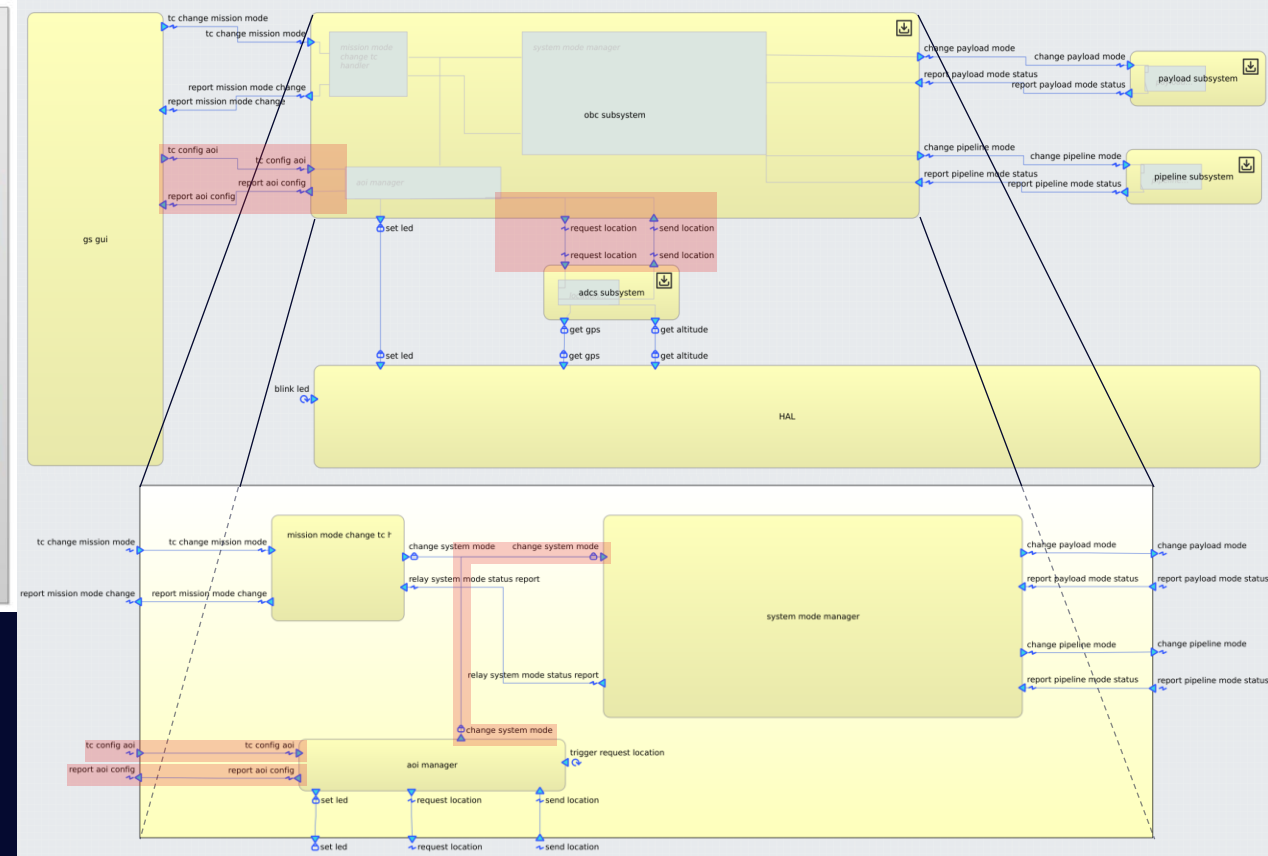 tc change mission mode
tc change mission mode
mission mode
change tc
handler
system mode manager
change payload mode
change payload mode
report payload mode status
report payload mode status
payload subsystem
report mission mode change
report mission mode change
obc subsystem
tc config aoi
tc config aoi
report aoi config
report aoi config
aoi manager
change pipeline mode
change pipeline mode
report pipeline mode status
report pipeline mode status
pipeline subsystem
gs gui
set led
request location
send location
request location
send location
adcs subsystem
get gps
get altitude
set led
get gps
get altitude
blink led
HAL
tc change mission mode
tc change mission mode
mission mode change tc h
change system mode
change system mode
relay system mode status report
report mission mode change
report mission mode change
system mode manager
change payload mode
change payload mode
report payload mode status
report payload mode status
change pipeline mode
change pipeline mode
report pipeline mode status
report pipeline mode status
relay system mode status report
change system mode
tc config aoi
tc config aoi
report aoi config
report aoi config
aoi manager
trigger request location
set led
request location
send location
set led
request location
send location